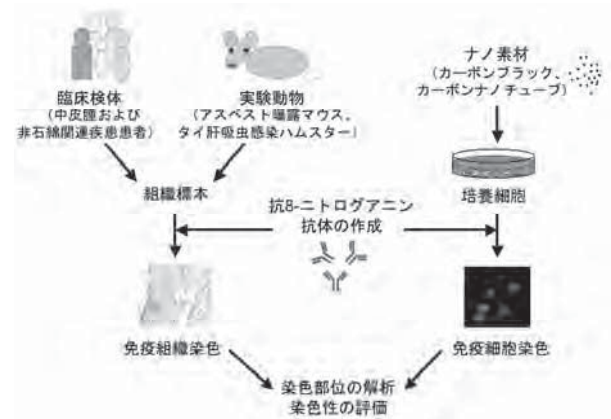 臨床検体
（中皮腫および
非石綿関連疾患患者）
実験動物
（アスベスト曝露マウス、
タイ肝吸虫感染ハムスター）
ナノ素材
（カーボンブラック、
カーボンナノチューブ）
組織標本
培養細胞
抗8-ニトログアニン
抗体の作成
免疫組織染色
免疫細胞染色
染色部位の解析
染色性の評価